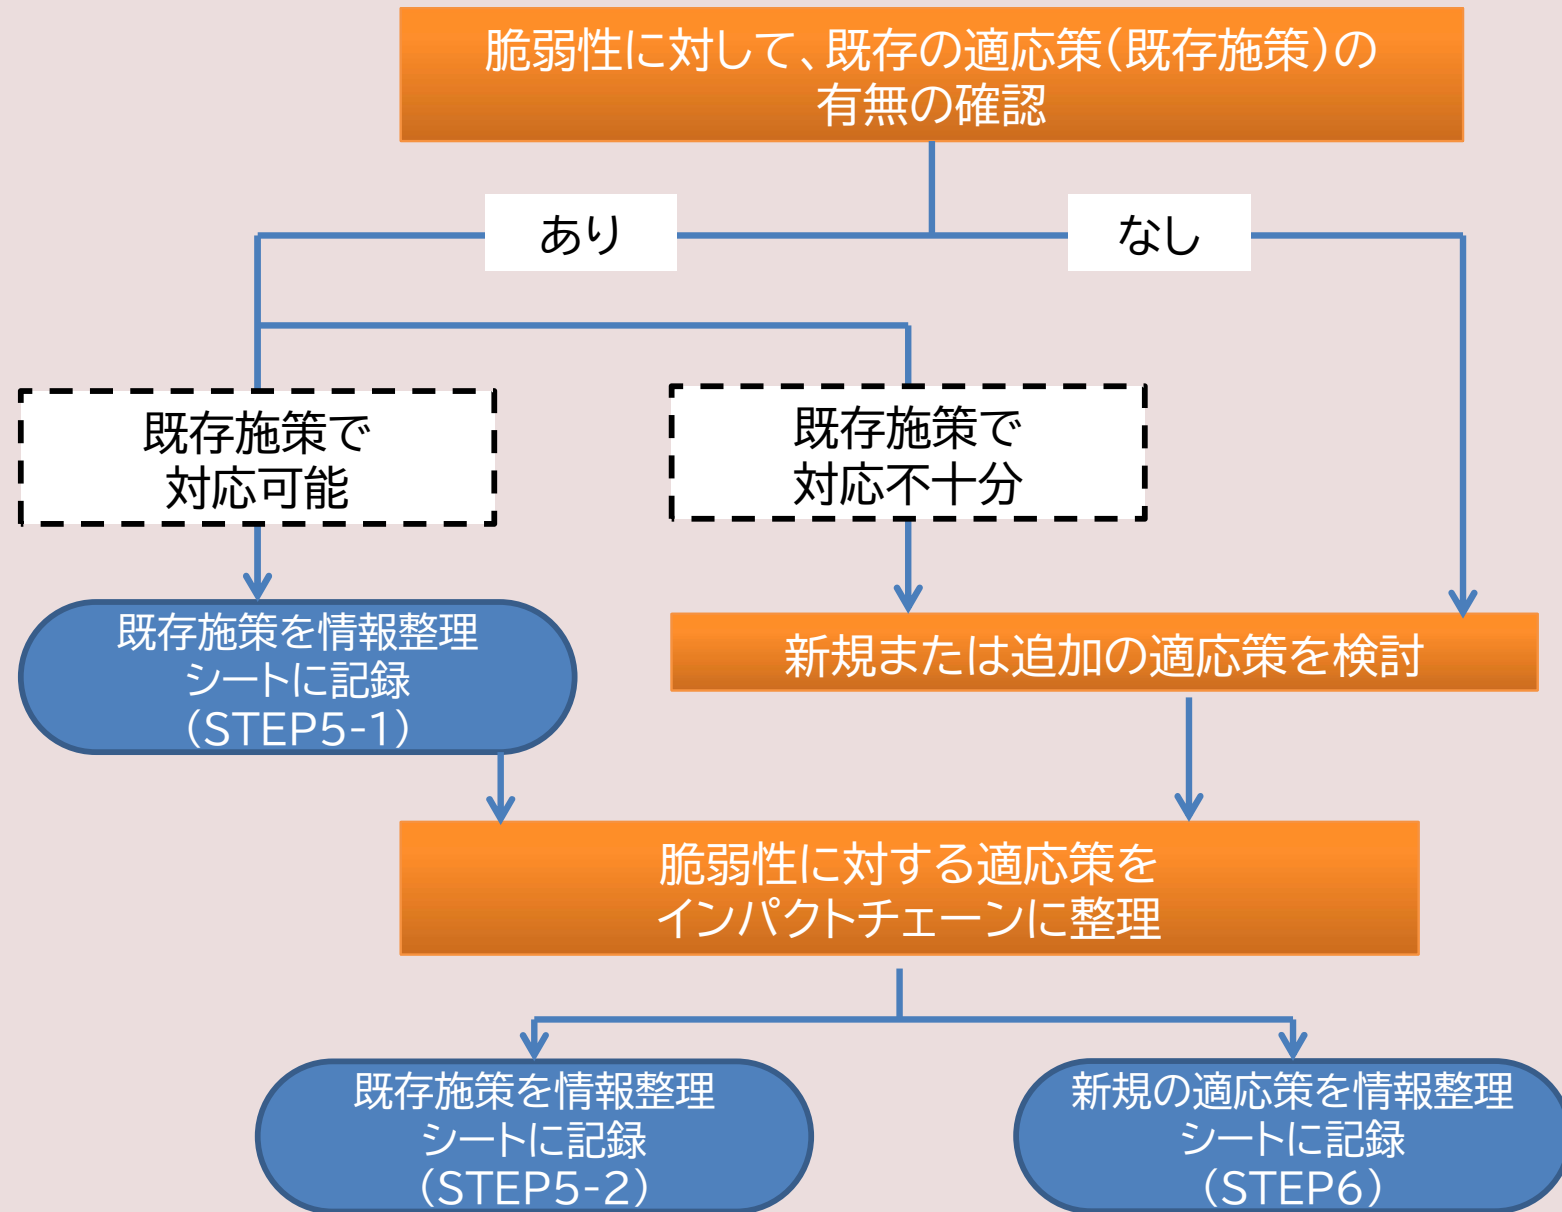 脆弱性に対して、既存の適応策(既存施策)の
有無の確認
あり
なし
既存施策で
対応可能
既存施策で
対応不十分
既存施策を情報整理
シートに記録
(STEP5-1)
新規または追加の適応策を検討
脆弱性に対する適応策を
インパクトチェーンに整理
既存施策を情報整理
シートに記録
(STEP5-2)
新規の適応策を情報整理
シートに記録
(STEP6)